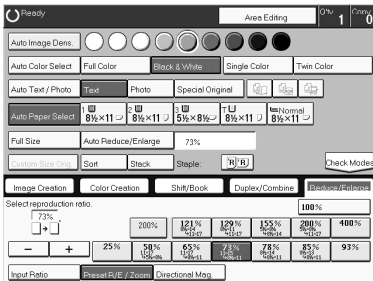 Ready
Area Editing
Q'ty 1
Copy 0
Auto Image Dens.
Auto Color Select Full Color Black & White Single Color Twin Color
Auto Text / Photo Text Photo Special Original
Auto Paper Select
1 8½×11
2 8½×11
3 5½×8½
T 8½×11
Normal 8½×11
Full Size Auto Reduce/Enlarge 73%
Custom Size Orig. Sort Stack Staple:
Check Modes
Image Creation Color Creation Shift/Book Duplex/Combine Reduce/Enlarge
Select reproduction ratio.
100%
73%
200% 121% 129% 155% 200% 400%
− + 25% 50% 65% 73% 78% 85% 93%
Input Ratio Preset R/E / Zoom Directional Mag.